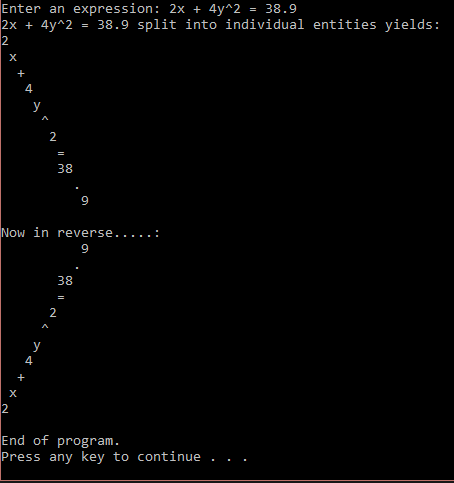 Enter an expression: 2x + 4y^2 = 38.9
2x + 4y^2 = 38.9 split into individual entities yields:
2
 x
  +
   4
    y
     ^
      2
       =
       38
         .
          9

Now in reverse.....:
          9
         .
       38
       =
      2
     ^
    y
   4
  +
 x
2

End of program.
Press any key to continue . . .